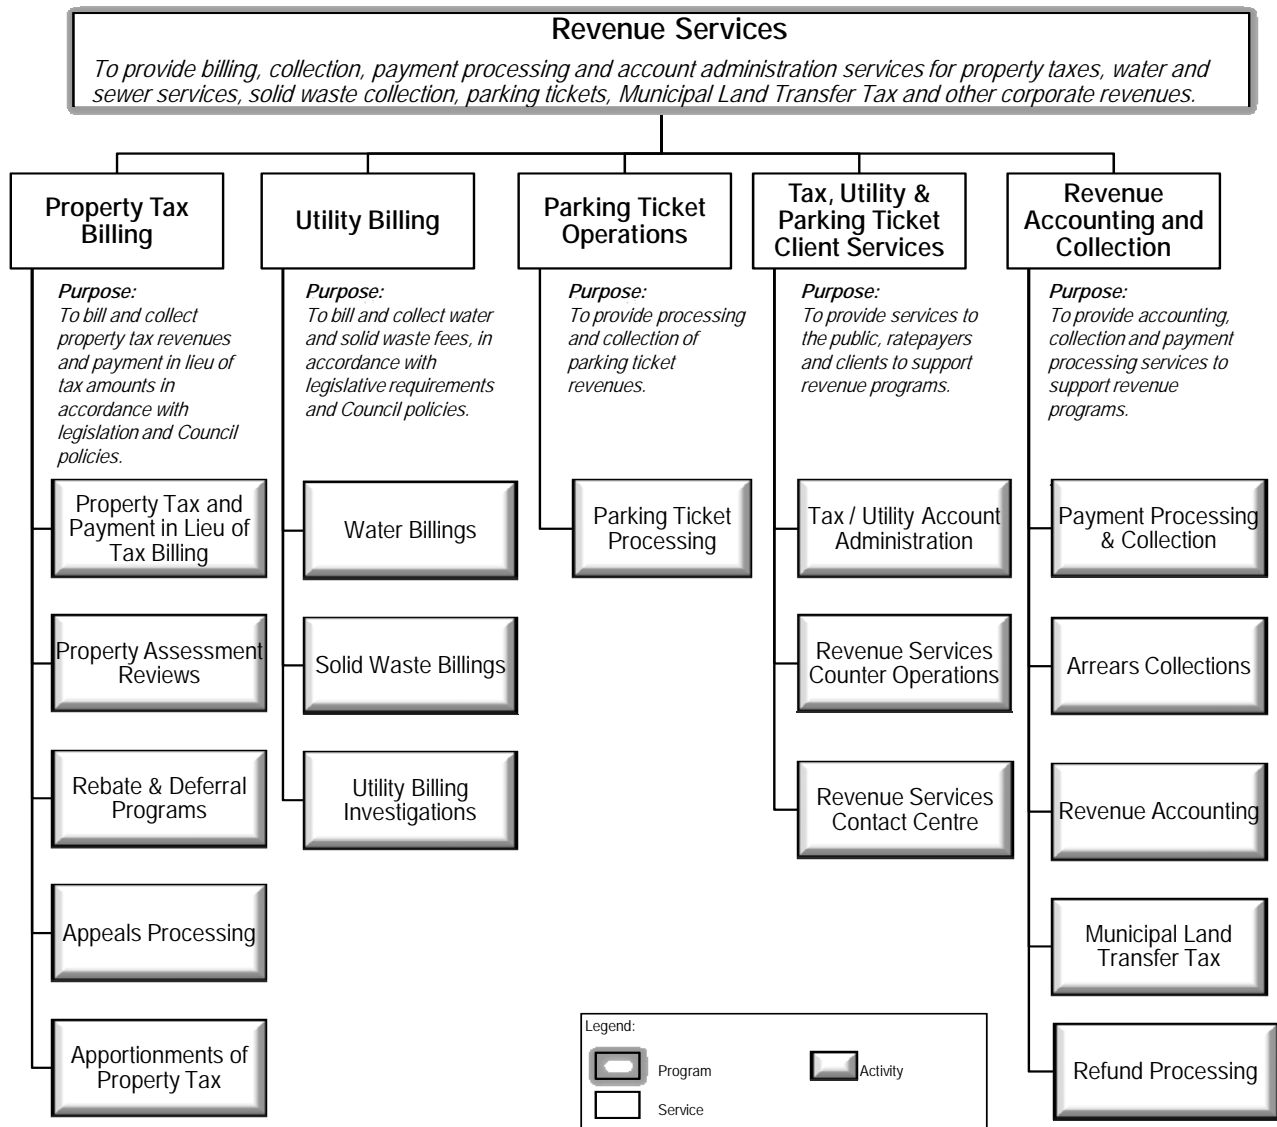 Revenue Services
To provide billing, collection, payment processing and account administration services for property taxes, water and
sewer services, solid waste collection, parking tickets, Municipal Land Transfer Tax and other corporate revenues.
Property Tax
Billing
Purpose:
To bill and collect
property tax revenues
and payment in lieu of
tax amounts in
accordance with
legislation and Council
policies.
Property Tax and
Payment in Lieu of
Tax Billing
Property Assessment
Reviews
Rebate & Deferral
Programs
Appeals Processing
Apportionments of
Property Tax
Utility Billing
Purpose:
To bill and collect water
and solid waste fees, in
accordance with
legislative requirements
and Council policies.
Water Billings
Solid Waste Billings
Utility Billing
Investigations
Parking Ticket
Operations
Purpose:
To provide processing
and collection of
parking ticket
revenues.
Parking Ticket
Processing
Tax, Utility &
Parking Ticket
Client Services
Purpose:
To provide services to
the public, ratepayers
and clients to support
revenue programs.
Tax / Utility Account
Administration
Revenue Services
Counter Operations
Revenue Services
Contact Centre
Revenue
Accounting and
Collection
Purpose:
To provide accounting,
collection and payment
processing services to
support revenue
programs.
Payment Processing
& Collection
Arrears Collections
Revenue Accounting
Municipal Land
Transfer Tax
Refund Processing
Legend:
Program
Activity
Service